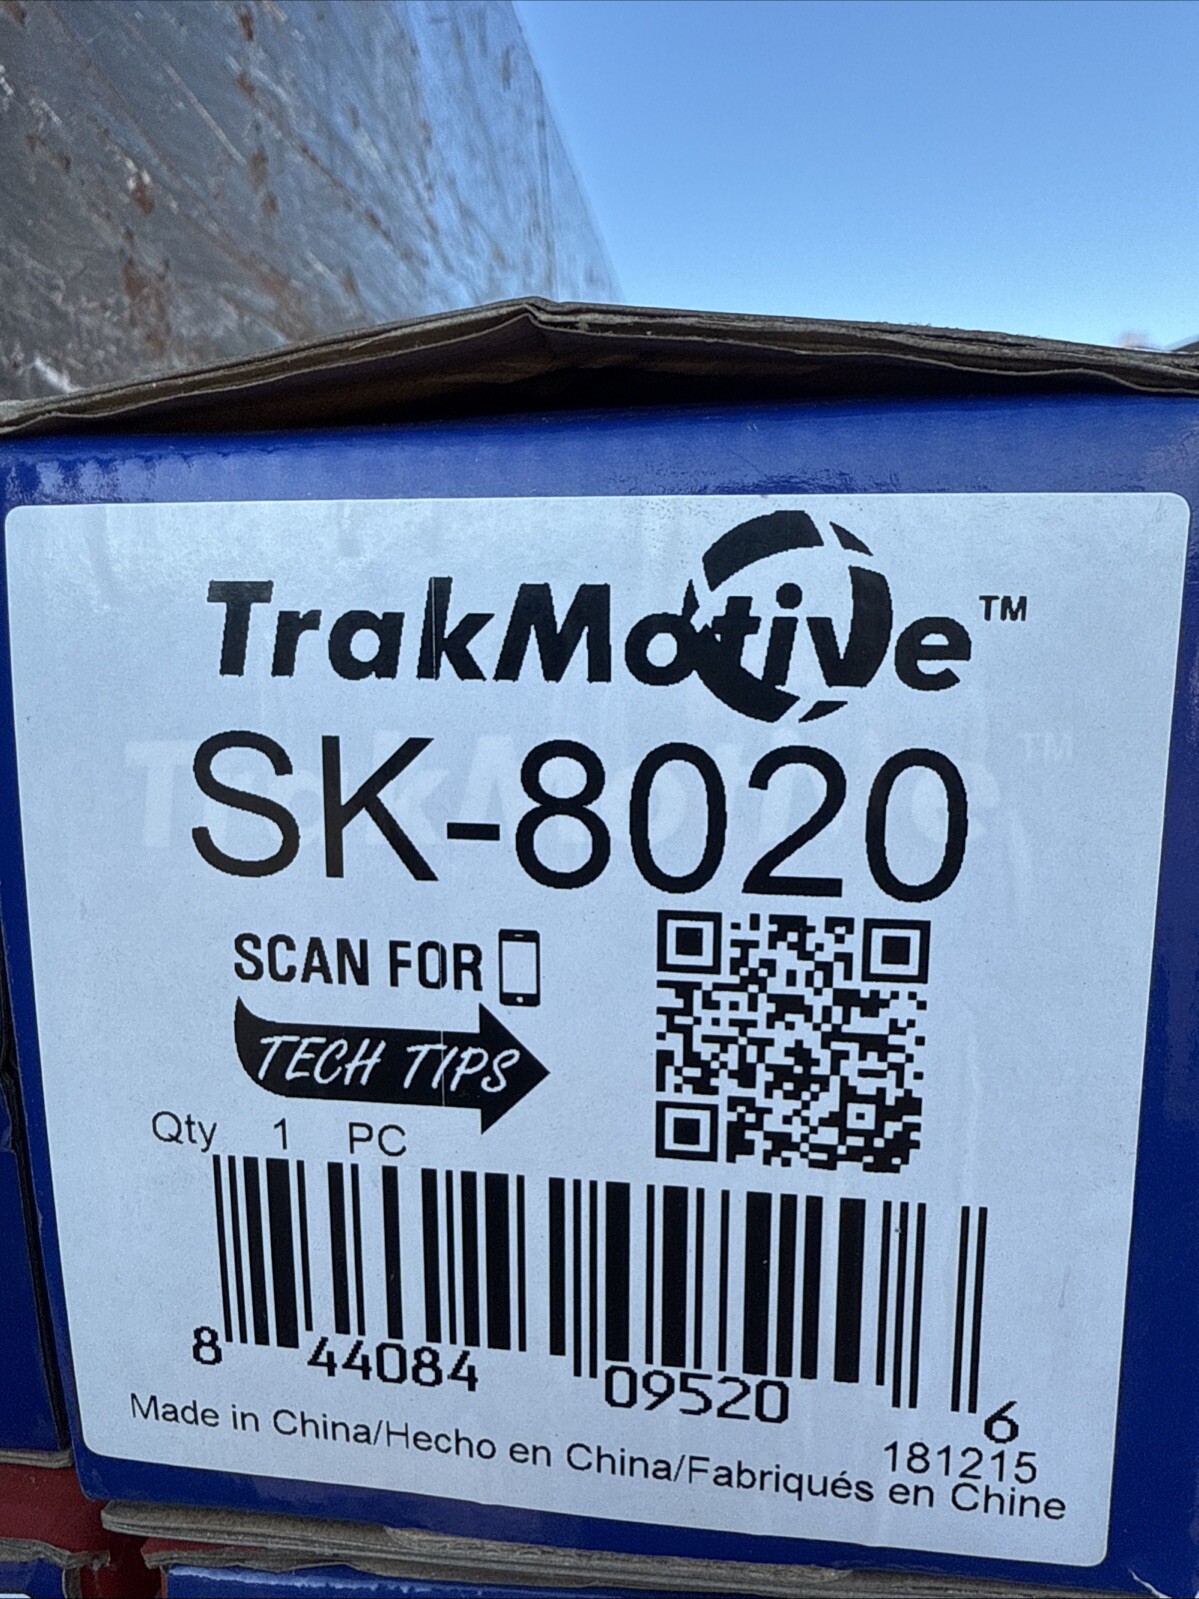 TrakMotive™
SK-8020
SCAN FOR
TECH TIPS
Qty 1 PC
8 44084 09520 6
181215
Made in China/Hecho en China/Fabriqués en Chine